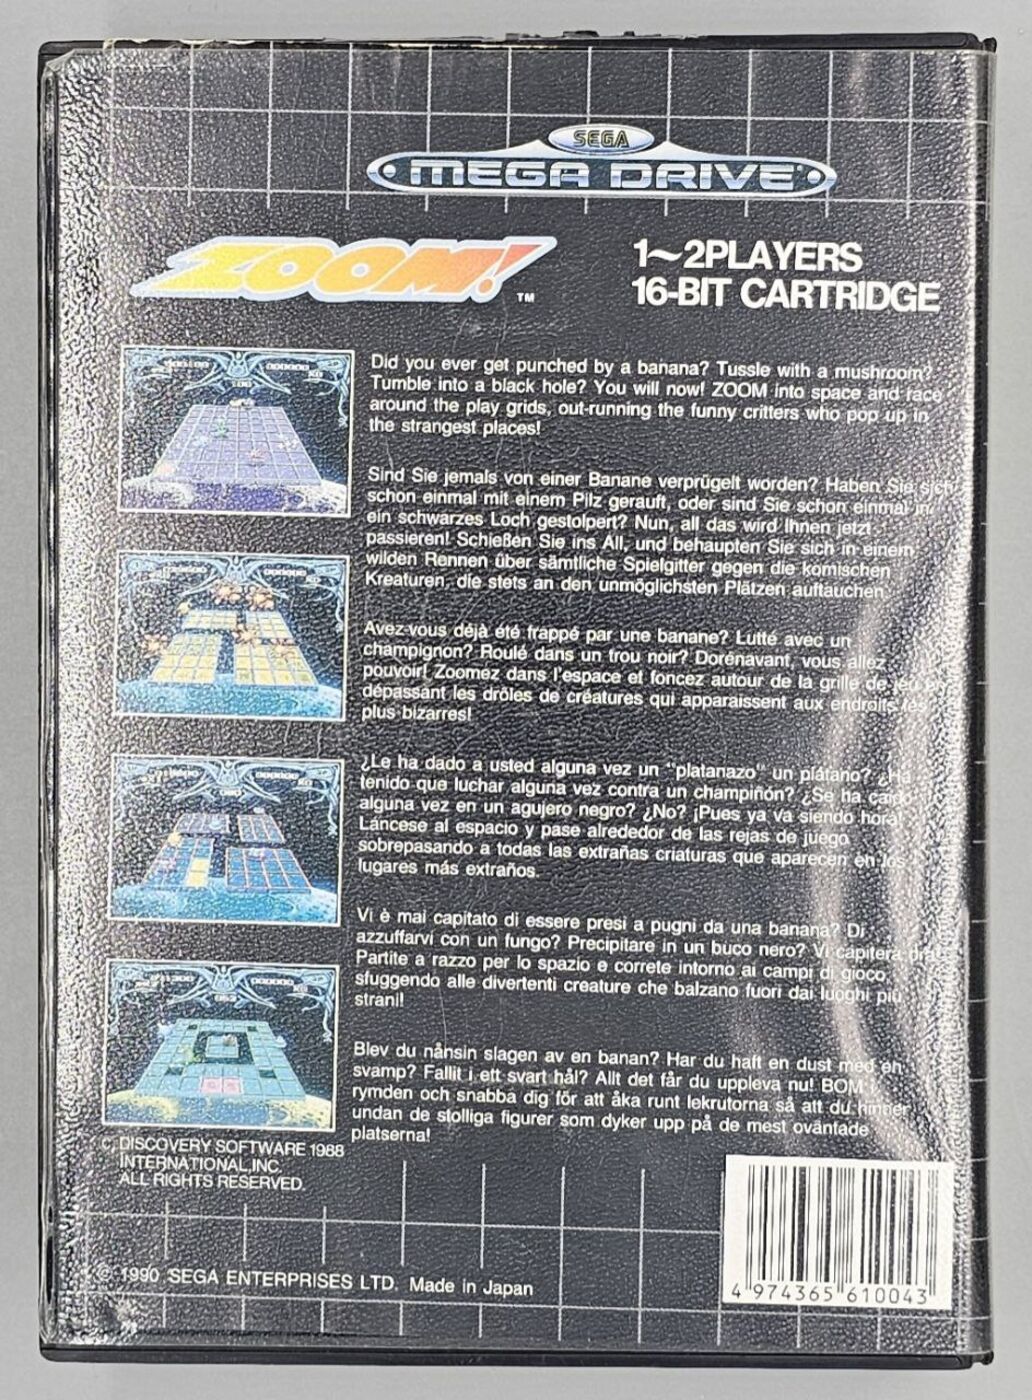 SEGA
MEGA DRIVE
ZOOM!™
1~2PLAYERS
16-BIT CARTRIDGE
Did you ever get punched by a banana? Tussle with a mushroom?
Tumble into a black hole? You will now! ZOOM into space and race
around the play grids, out-running the funny critters who pop up in
the strangest places!
Sind Sie jemals von einer Banane verprügelt worden? Haben Sie sich
schon einmal mit einem Pilz gerauft, oder sind Sie schon einmal in
ein schwarzes Loch gestolpert? Nun, all das wird Ihnen jetzt
passieren! Schießen Sie ins All, und behaupten Sie sich in einem
wilden Rennen über sämtliche Spielgitter gegen die komischen
Kreaturen, die stets an den unmöglichsten Plätzen auftauchen.
Avez-vous déjà été frappé par une banane? Lutté avec un
champignon? Roulé dans un trou noir? Dorénavant, vous allez
pouvoir! Zoomez dans l'espace et foncez autour de la grille de jeu
dépassant les drôles de créatures qui apparaissent aux endroits les
plus bizarres!
¿Le ha dado a usted alguna vez un "platanazo" un plátano? ¿Ha
tenido que luchar alguna vez contra un champiñón? ¿Se ha caído
alguna vez en un agujero negro? ¿No? ¡Pues ya va siendo hora!
Láncese al espacio y pase alrededor de las rejas de juego
sobrepasando a todas las extrañas criaturas que aparecen en los
lugares más extraños.
Vi è mai capitato di essere presi a pugni da una banana? Di
azzuffarvi con un fungo? Precipitare in un buco nero? Vi capiterà ora!
Partite a razzo per lo spazio e correte intorno ai campi di gioco,
sfuggendo alle divertenti creature che balzano fuori dai luoghi più
strani!
Blev du nånsin slagen av en banan? Har du haft en dust med en
svamp? Fallit i ett svart hål? Allt det får du uppleva nu! BOM i
rymden och snabba dig för att åka runt lekrutorna så att du hinner
undan de stolliga figurer som dyker upp på de mest oväntade
platserna!
© DISCOVERY SOFTWARE 1988
INTERNATIONAL,INC.
ALL RIGHTS RESERVED.
© 1990 SEGA ENTERPRISES LTD. Made in Japan
4 974365 610043